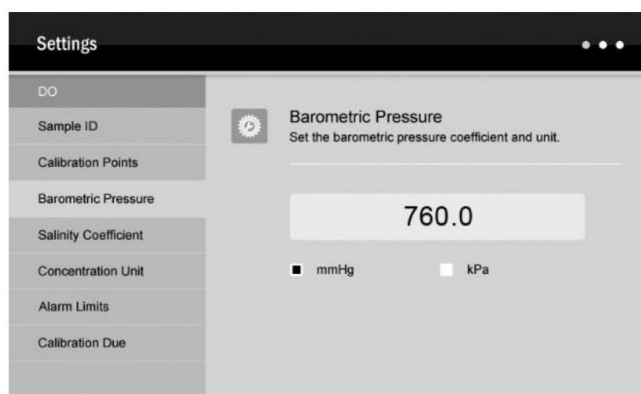 Settings
DO
Sample ID
Calibration Points
Barometric Pressure
Salinity Coefficient
Concentration Unit
Alarm Limits
Calibration Due
Barometric Pressure
Set the barometric pressure coefficient and unit.
760.0
mmHg kPa